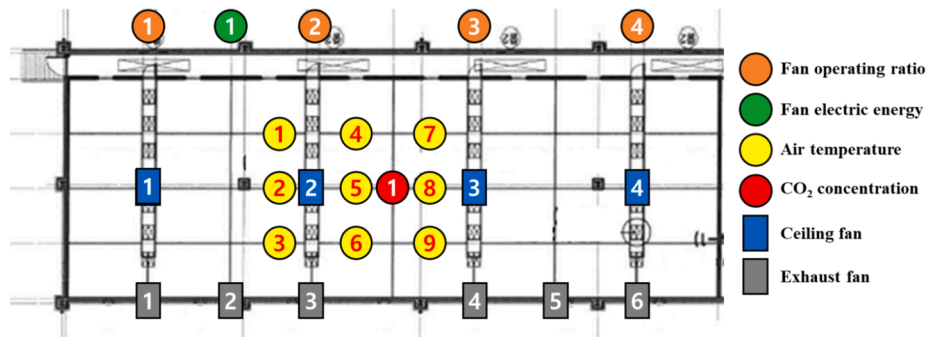 1 1 2 3 4
1 4 7
1 2 2 5 1 8 3 4
3 6 9
1 2 3 4 5 6
Fan operating ratio
Fan electric energy
Air temperature
CO₂ concentration
Ceiling fan
Exhaust fan